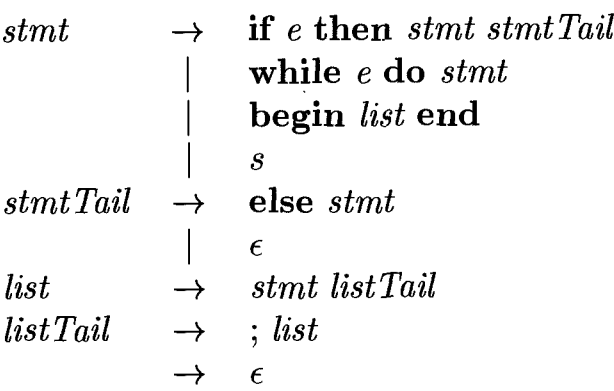 stmt → if e then stmt stmtTail
| while e do stmt
| begin list end
| s
stmtTail → else stmt
| ϵ
list → stmt listTail
listTail → ; list
→ ϵ